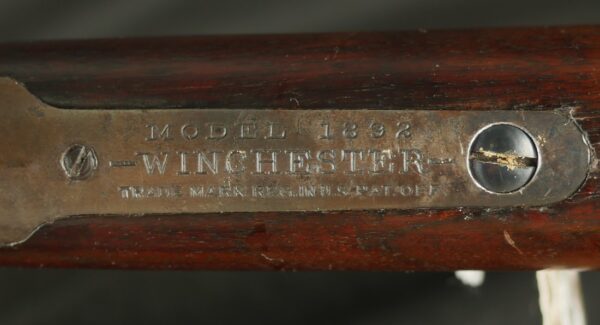 MODEL 1892
-WINCHESTER-
TRADE MARK REG. IN U.S. PAT. OFF.